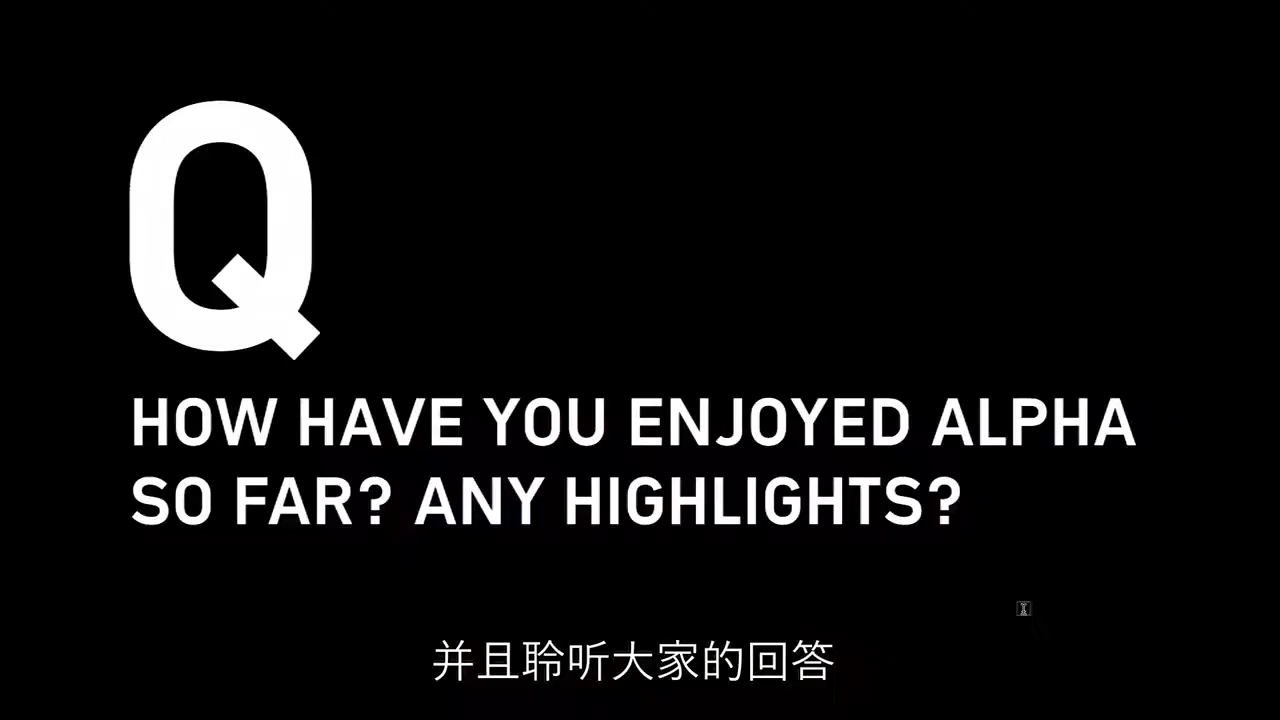 Q
HOW HAVE YOU ENJOYED ALPHA
SO FAR? ANY HIGHLIGHTS?
并且聆听大家的回答